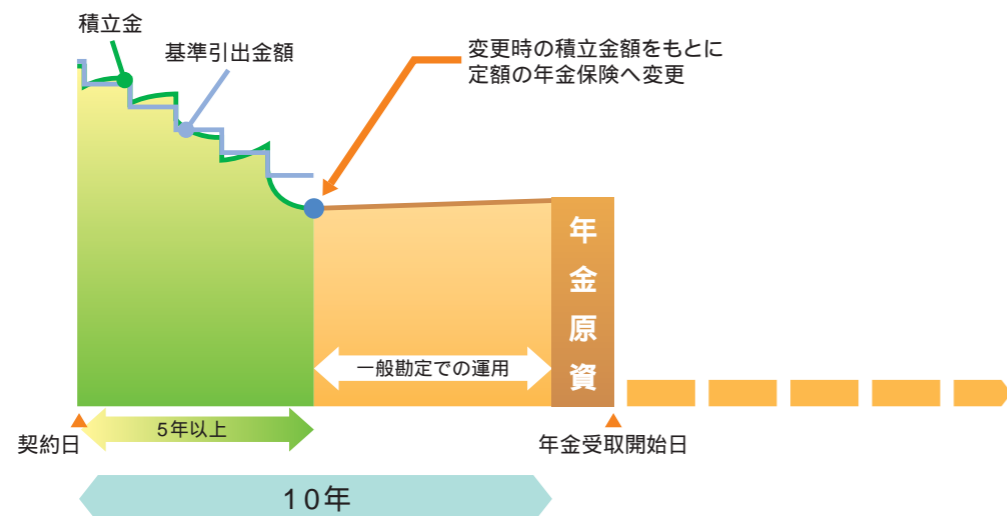 積立金
基準引出金額
変更時の積立金額をもとに
定額の年金保険へ変更
年金原資
一般勘定での運用
5年以上
契約日
年金受取開始日
10年